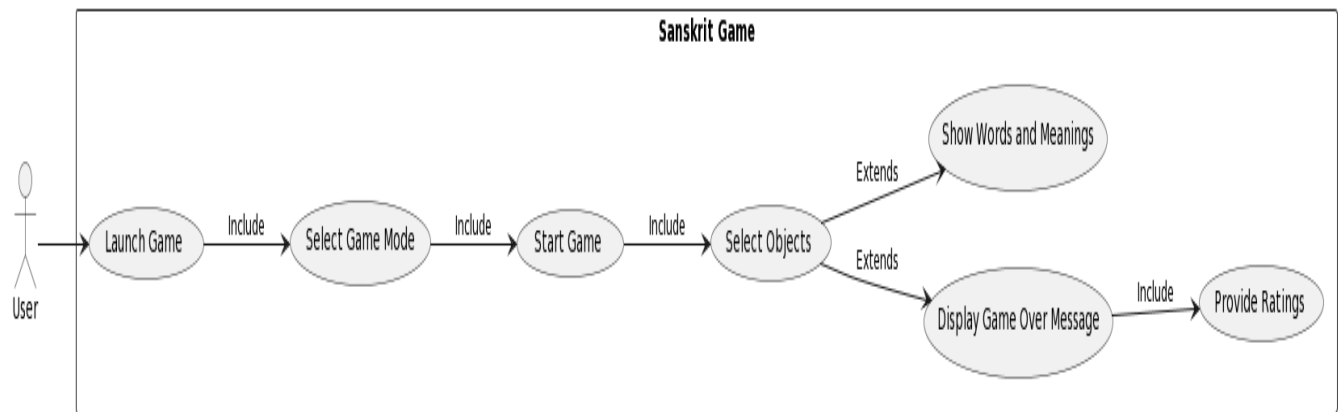 Sanskrit Game
User
Launch Game
Include
Select Game Mode
Include
Start Game
Include
Select Objects
Extends
Show Words and Meanings
Extends
Display Game Over Message
Include
Provide Ratings